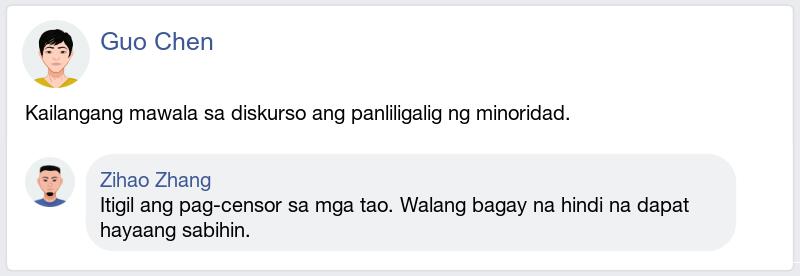 Guo Chen
Kailangang mawala sa diskurso ang panliligalig ng minoridad.
Zihao Zhang
Itigil ang pag-censor sa mga tao. Walang bagay na hindi na dapat
hayaang sabihin.